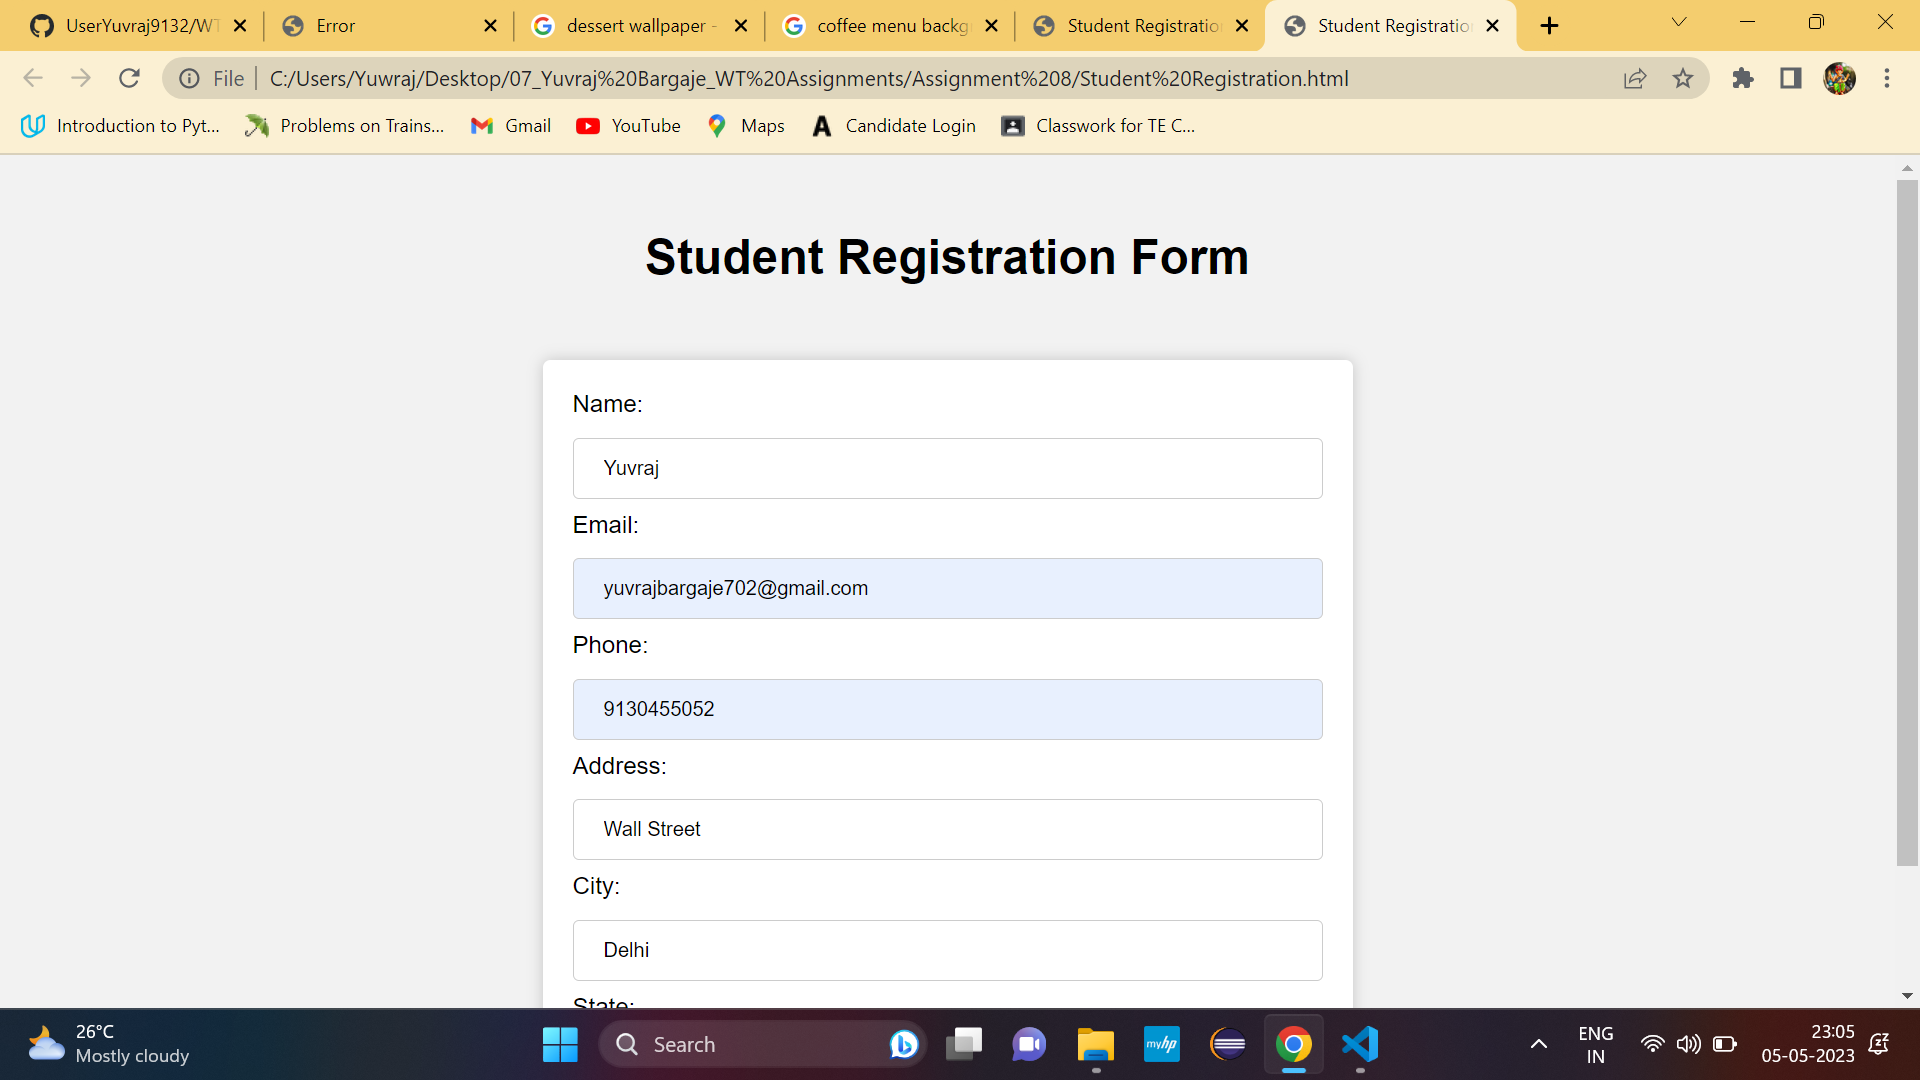 UserYuvraj9132/WT
Error
dessert wallpaper -
coffee menu backg
Student Registratio
Student Registratio
File
C:/Users/Yuwraj/Desktop/07_Yuvraj%20Bargaje_WT%20Assignments/Assignment%208/Student%20Registration.html
Introduction to Pyt...
Problems on Trains...
Gmail
YouTube
Maps
Candidate Login
Classwork for TE C...
Student Registration Form
Name:
Yuvraj
Email:
yuvrajbargaje702@gmail.com
Phone:
9130455052
Address:
Wall Street
City:
Delhi
State:
26°C
Mostly cloudy
Search
myhp
ENG
IN
23:05
05-05-2023